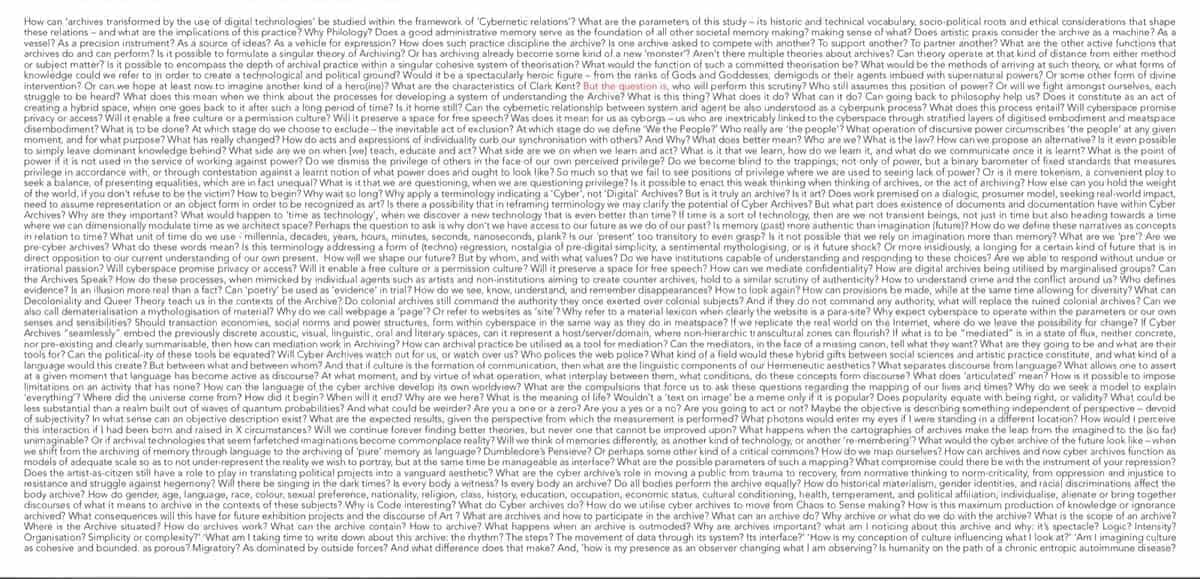 How can 'archives transformed by the use of digital technologies' be studied within the framework of 'Cybernetic relations'? What are the parameters of this study – its historic and technical vocabulary, socio-political roots and ethical considerations that shape
these relations – and what are the implications of this practice? Why Philology? Does a good administrative memory serve as the foundation of all other societal memory making? making sense of what? Does artistic praxis consider the archive as a machine? As a
vessel? As a precision instrument? As a source of ideas? As a vehicle for expression? How does such practice discipline the archive? Is one archive asked to compete with another? To support another? To partner another? What are the other active functions that
archives do and can perform? Is it possible to formulate a singular theory of Archiving? Or has archiving already become some kind of a new 'monster'? Aren't there multiple theories about archives? Can theory operate at that kind of distance from either method
or subject matter? Is it possible to encompass the depth of archival practice within a singular cohesive system of theorisation? What would the function of such a committed theorisation be? What would be the methods of arriving at such theory, or what forms of
knowledge could we refer to in order to create a technological and political ground? Would it be a spectacularly heroic figure – from the ranks of Gods and Goddesses, demigods or their agents imbued with supernatural powers? Or some other form of divine
intervention? Or can we hope at least now to imagine another kind of hero(ine)? What are the characteristics of Clark Kent? But the question is, who will perform this scrutiny? Who still assumes this position of power? Or will we fight amongst ourselves, each
struggle to be heard? What does this mean when we think about the processes for developing a system of understanding the Archive? What is this thing? What does it do? What can it do? Can going back to philosophy help us? Does it constitute as an act of
creating a hybrid space, when one goes back to it after such a long period of time? Is it home still? Can the cybernetic relationship between system and agent be also understood as a cyberpunk process? What does this process entail? Will cyberspace promise
privacy or access? Will it enable a free culture or a permission culture? Will it preserve a space for free speech? Was does it mean for us as cyborgs – us who are inextricably linked to the cyberspace through stratified layers of digitised embodiment and meatspace
disembodiment? What is to be done? At which stage do we choose to exclude – the inevitable act of exclusion? At which stage do we define 'We the People?' Who really are 'the people'? What operation of discursive power circumscribes 'the people' at any given
moment, and for what purpose? What has really changed? How do acts and expressions of individuality curb our synchronisation with others? And Why? What does better mean? Who are we? What is the law? How can we propose an alternative? Is it even possible
to simply leave dominant knowledge behind? What side are we on when [we] teach, educate and act? What side are we on when we learn and act? What is it that we learn, how do we learn it, and what do we communicate once it is learnt? What is the point of
power if it is not used in the service of working against power? Do we dismiss the privilege of others in the face of our own perceived privilege? Do we become blind to the trappings; not only of power, but a binary barometer of fixed standards that measures
privilege in accordance with, or through contestation against a learnt notion of what power does and ought to look like? So much so that we fail to see positions of privilege where we are used to seeing lack of power? Or is it mere tokenism, a convenient ploy to
seek a balance, of presenting equalities, which are in fact unequal? What is it that we are questioning, when we are questioning privilege? Is it possible to enact this weak thinking when thinking of archives, or the act of archiving? How else can you hold the weight
of the world, if you don't refuse to be the victim? How to begin? Why wait so long? Why apply a terminology indicating a 'Cyber', not 'Digital' Archives? But is it truly an archive? Is it art? Does work premised on a dialogic, prosumer model, seeking real-world impact,
need to assume representation or an object form in order to be recognized as art? Is there a possibility that in reframing terminology we may clarify the potential of Cyber Archives? But what part does existence of documents and documentation have within Cyber
Archives? Why are they important? What would happen to 'time as technology', when we discover a new technology that is even better than time? If time is a sort of technology, then are we not transient beings, not just in time but also heading towards a time
where we can dimensionally modulate time as we architect space? Perhaps the question to ask is why don't we have access to our future as we do of our past? Is memory (past) more authentic than imagination (future)? How do we define these narratives as concepts
in relation to time? What unit of time do we use - millennia, decades, years, hours, minutes, seconds, nanoseconds, plank? Is our 'present' too transitory to even grasp? Is it not possible that we rely on imagination more than memory? What are we 'pre'? Are we
pre-cyber archives? What do these words mean? Is this terminology addressing a form of (techno) regression, nostalgia of pre-digital simplicity, a sentimental mythologising, or is it future shock? Or more insidiously, a longing for a certain kind of future that is in
direct opposition to our current understanding of our own present. How will we shape our future? But by whom, and with what values? Do we have institutions capable of understanding and responding to these choices? Are we able to respond without undue or
irrational passion? Will cyberspace promise privacy or access? Will it enable a free culture or a permission culture? Will it preserve a space for free speech? How can we mediate confidentiality? How are digital archives being utilised by marginalised groups? Can
the Archives Speak? How do these processes, when mimicked by individual agents such as artists and non-institutions aiming to create counter archives, hold to a similar scrutiny of authenticity? How to understand crime and the conflict around us? Who defines
evidence? Is an illusion more real than a fact? Can 'poetry' be used as 'evidence' in trial? How do we see, know, understand, and remember disappearances? How to look again? How can provisions be made, while at the same time allowing for diversity? What can
Decoloniality and Queer Theory teach us in the contexts of the Archive? Do colonial archives still command the authority they once exerted over colonial subjects? And if they do not command any authority, what will replace the ruined colonial archives? Can we
also call dematerialisation a mythologisation of material? Why do we call webpage a 'page'? Or refer to websites as 'site'? Why refer to a material lexicon when clearly the website is a para-site? Why expect cyberspace to operate within the parameters or our own
senses and sensibilities? Should transaction economies, social norms and power structures, form within cyberspace in the same way as they do in meatspace? If we replicate the real world on the Internet, where do we leave the possibility for change? If Cyber
Archives "seamlessly" embed the previously discrete acoustic, visual, linguistic, oral and literary spaces, can it represent a host/server/domain, where non-hierarchic transcultural zones can flourish? If what is to be "mediated" is in a state of flux, neither concrete,
nor pre-existing and clearly summarisable, then how can mediation work in Archiving? How can archival practice be utilised as a tool for mediation? Can the mediators, in the face of a missing canon, tell what they want? What are they going to be and what are their
tools for? Can the political-ity of these tools be equated? Will Cyber Archives watch out for us, or watch over us? Who polices the web police? What kind of a field would these hybrid gifts between social sciences and artistic practice constitute, and what kind of a
language would this create? But between what and between whom? And that if culture is the formation of communication, then what are the linguistic components of our Hermeneutic aesthetics? What separates discourse from language? What allows one to assert
at a given moment that language has become active as discourse? At what moment, and by virtue of what operation, what interplay between them, what conditions, do these concepts form discourse? What does 'articulated' mean? How is it possible to impose
limitations on an activity that has none? How can the language of the cyber archive develop its own worldview? What are the compulsions that force us to ask these questions regarding the mapping of our lives and times? Why do we seek a model to explain
'everything'? Where did the universe come from? How did it begin? When will it end? Why are we here? What is the meaning of life? Wouldn't a 'text on image' be a meme only if it is popular? Does popularity equate with being right, or validity? What could be
less substantial than a realm built out of waves of quantum probabilities? And what could be weirder? Are you a one or a zero? Are you a yes or a no? Are you going to act or not? Maybe the objective is describing something independent of perspective – devoid
of subjectivity? In what sense can an objective description exist? What are the expected results, given the perspective from which the measurement is performed? What photons would enter my eyes if I were standing in a different location? How would I perceive
this interaction if I had been born and raised in X circumstances? Will we continue forever finding better theories, but never one that cannot be improved upon? What happens when the cartographies of archives make the leap from the imagined to the (so far)
unimaginable? Or if archival technologies that seem farfetched imaginations become commonplace reality? Will we think of memories differently, as another kind of technology, or another 're-membering'? What would the cyber archive of the future look like – when
we shift from the archiving of memory through language to the archiving of 'pure' memory as language? Dumbledore's Pensieve? Or perhaps some other kind of a critical commons? How do we map ourselves? How can archives and now cyber archives function as
models of adequate scale so as to not under-represent the reality we wish to portray, but at the same time be manageable as interface? What are the possible parameters of such a mapping? What compromise could there be with the instrument of your repression?
Does the artist-as-citizen still have a role to play in translating political projects into a vanguard aesthetic? What are the cyber archive's role in moving a public from trauma to recovery, from normative thinking to norm-criticality, from oppression and injustice to
resistance and struggle against hegemony? Will there be singing in the dark times? Is every body a witness? Is every body an archive? Do all bodies perform the archive equally? How do historical materialism, gender identities, and racial discriminations affect the
body archive? How do gender, age, language, race, colour, sexual preference, nationality, religion, class, history, education, occupation, economic status, cultural conditioning, health, temperament, and political affiliation, individualise, alienate or bring together
discourses of what it means to archive in the contexts of these subjects? Why is Code interesting? What do Cyber archives do? How do we utilise cyber archives to move from Chaos to Sense making? How is this maximum production of knowledge or ignorance
archived? What consequences will this have for future exhibition projects and the discourse of Art? What are archives and how to participate in the archive? What can an archive do? Why archive or what do we do with the archive? What is the scope of an archive?
Where is the Archive situated? How do archives work? What can the archive contain? How to archive? What happens when an archive is outmoded? Why are archives important? what am I noticing about this archive and why: it's spectacle? Logic? Intensity?
Organisation? Simplicity or complexity?' 'What am I taking time to write down about this archive: the rhythm? The steps? The movement of data through its system? Its interface?' 'How is my conception of culture influencing what I look at?' 'Am I imagining culture
as cohesive and bounded. as porous? Migratory? As dominated by outside forces? And what difference does that make? And, 'how is my presence as an observer changing what I am observing? Is humanity on the path of a chronic entropic autoimmune disease?